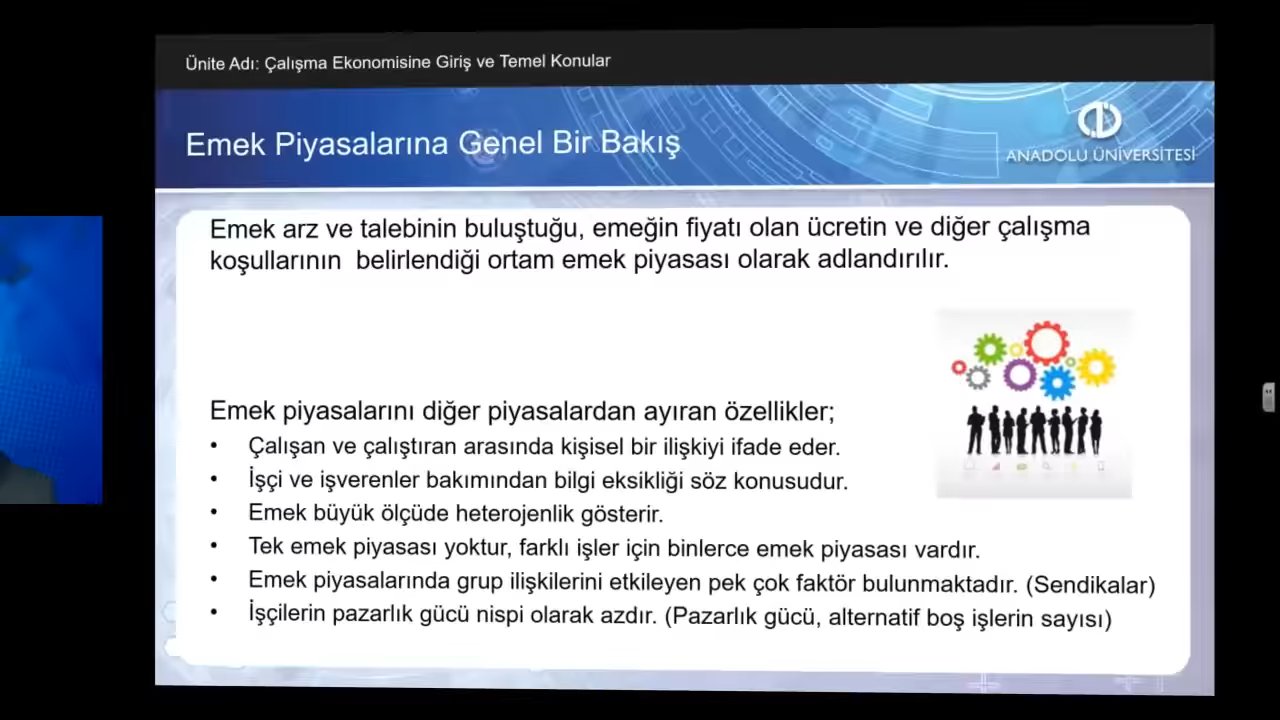 Ünite Adı: Çalışma Ekonomisine Giriş ve Temel Konular
Emek Piyasalarına Genel Bir Bakış
ANADOLU ÜNİVERSİTESİ
Emek arz ve talebinin buluştuğu, emeğin fiyatı olan ücretin ve diğer çalışma
koşullarının belirlendiği ortam emek piyasası olarak adlandırılır.
Emek piyasalarını diğer piyasalardan ayıran özellikler;
• Çalışan ve çalıştıran arasında kişisel bir ilişkiyi ifade eder.
• İşçi ve işverenler bakımından bilgi eksikliği söz konusudur.
• Emek büyük ölçüde heterojenlik gösterir.
• Tek emek piyasası yoktur, farklı işler için binlerce emek piyasası vardır.
• Emek piyasalarında grup ilişkilerini etkileyen pek çok faktör bulunmaktadır. (Sendikalar)
• İşçilerin pazarlık gücü nispi olarak azdır. (Pazarlık gücü, alternatif boş işlerin sayısı)